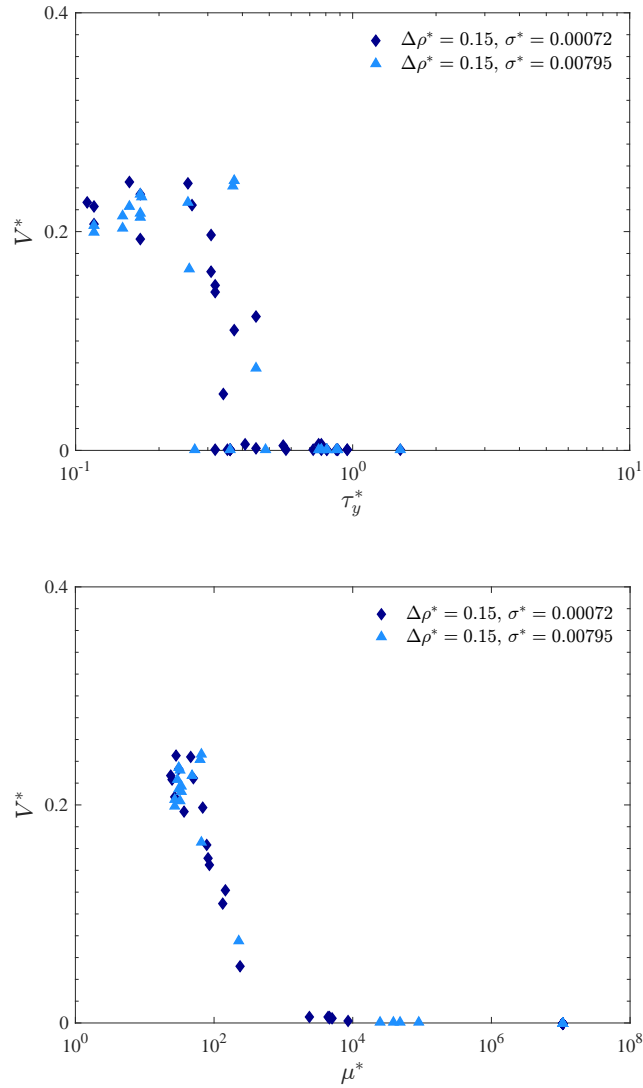 0.4
Δρ* = 0.15, σ* = 0.00072
Δρ* = 0.15, σ* = 0.00795
V*
0.2
0
10⁻¹ 10⁰ 10¹
τ_y*
0.4
Δρ* = 0.15, σ* = 0.00072
Δρ* = 0.15, σ* = 0.00795
V*
0.2
0
10⁰ 10² 10⁴ 10⁶ 10⁸
μ*